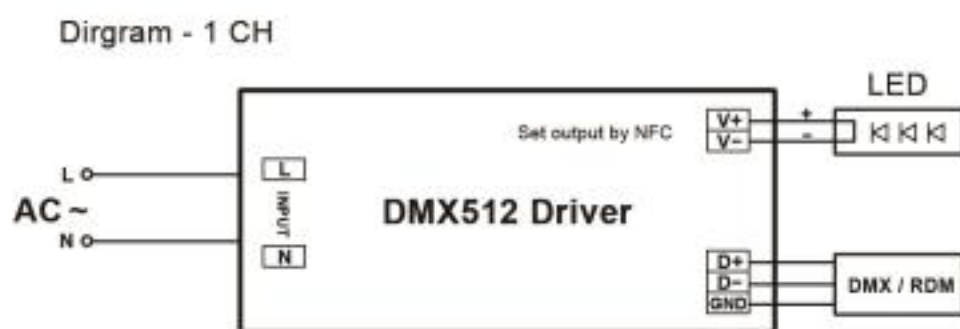 Dirgram - 1 CH
LED
Set output by NFC
V+
V-
+
-
L
AC ~
N
L
INPUT
N
DMX512 Driver
D+
D-
GND
DMX / RDM